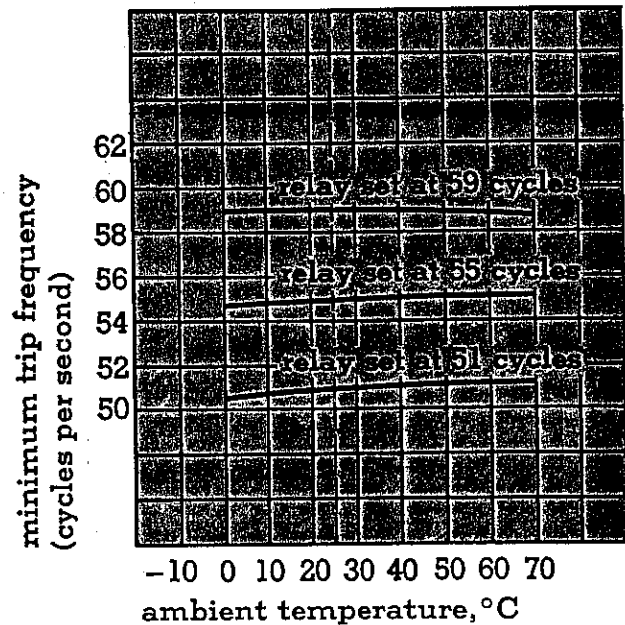 minimum trip frequency
(cycles per second)
62
60
58
56
54
52
50
relay set at 59 cycles
relay set at 55 cycles
relay set at 51 cycles
-10 0 10 20 30 40 50 60 70
ambient temperature, °C